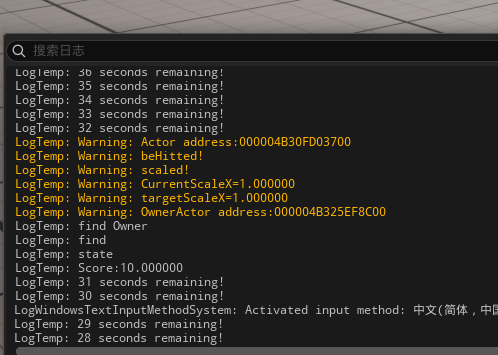 搜索日志
LogTemp: 36 seconds remaining!
LogTemp: 35 seconds remaining!
LogTemp: 34 seconds remaining!
LogTemp: 33 seconds remaining!
LogTemp: 32 seconds remaining!
LogTemp: Warning: Actor address:000004B30FD03700
LogTemp: Warning: beHitted!
LogTemp: Warning: scaled!
LogTemp: Warning: CurrentScaleX=1.000000
LogTemp: Warning: targetScaleX=1.000000
LogTemp: Warning: OwnerActor address:000004B325EF8C00
LogTemp: find Owner
LogTemp: find
LogTemp: state
LogTemp: Score:10.000000
LogTemp: 31 seconds remaining!
LogTemp: 30 seconds remaining!
LogWindowsTextInputMethodSystem: Activated input method: 中文(简体，中国
LogTemp: 29 seconds remaining!
LogTemp: 28 seconds remaining!